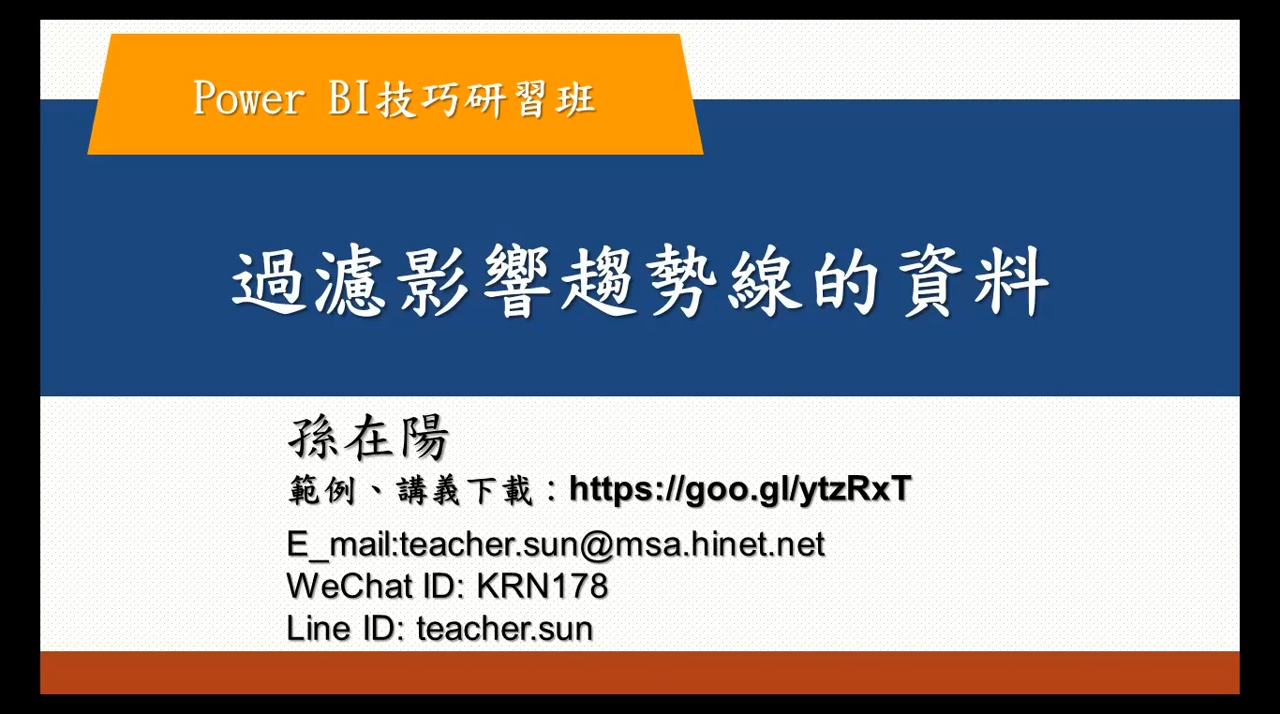 Power BI技巧研習班
過濾影響趨勢線的資料
孫在陽
範例、講義下載：https://goo.gl/ytzRxT
E_mail:teacher.sun@msa.hinet.net
WeChat ID: KRN178
Line ID: teacher.sun